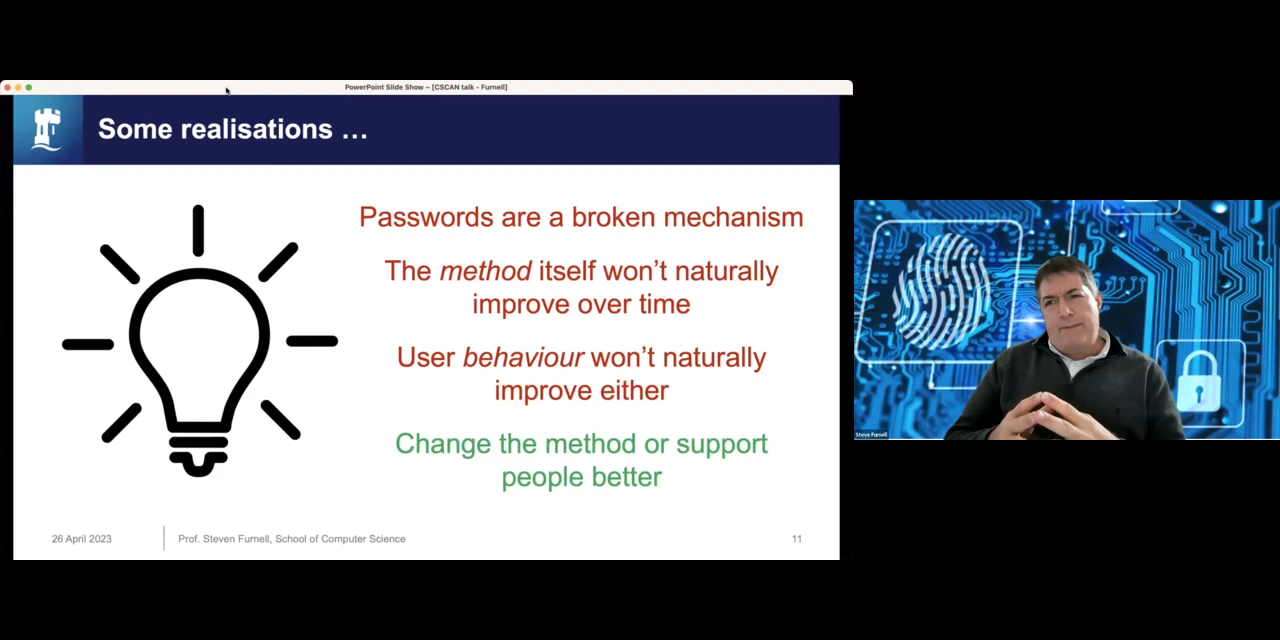 PowerPoint Slide Show – [CSCAN talk - Furnell]
Some realisations …
Passwords are a broken mechanism
The method itself won’t naturally
improve over time
User behaviour won’t naturally
improve either
Change the method or support
people better
26 April 2023
Prof. Steven Furnell, School of Computer Science
11
Steve Furnell